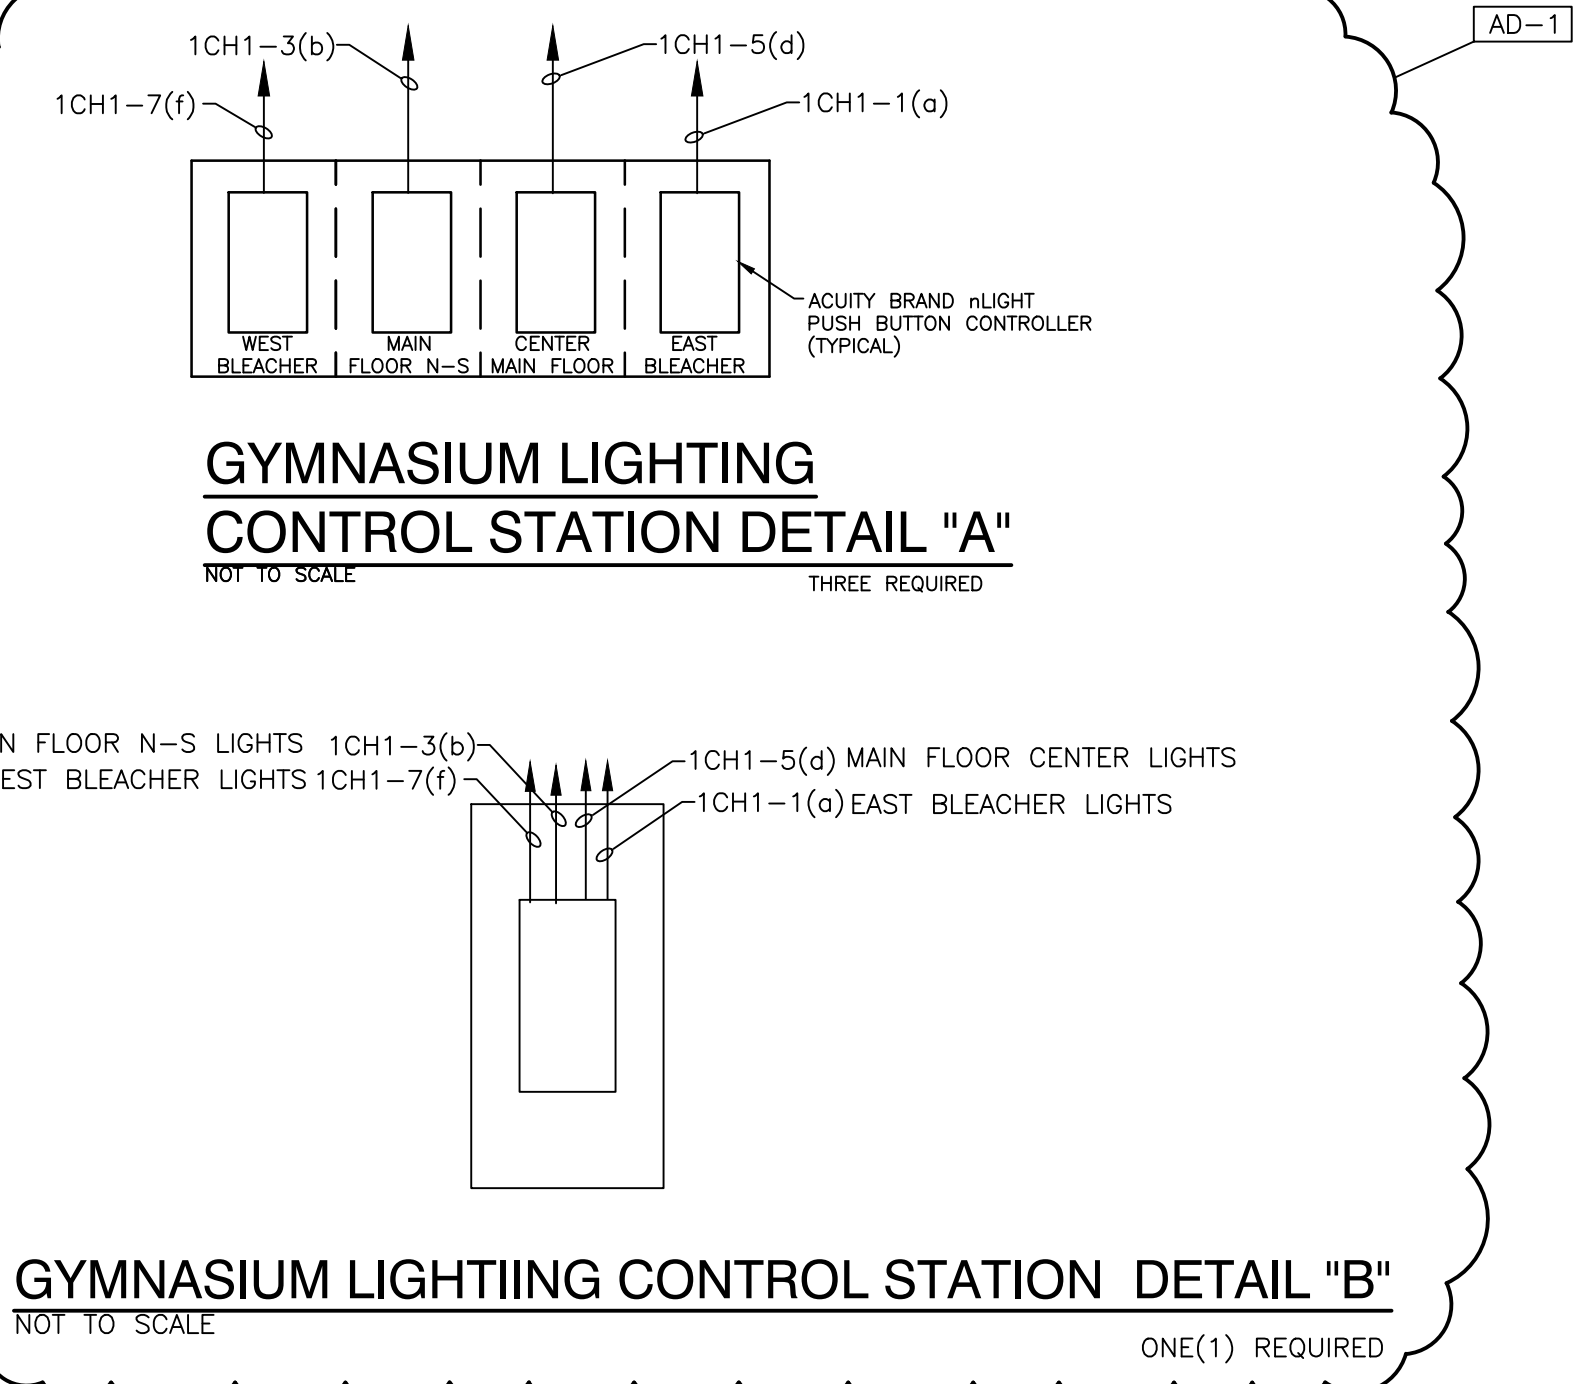 AD-1
1CH1-3(b)
1CH1-5(d)
1CH1-7(f)
1CH1-1(a)
ACUITY BRAND nLIGHT
PUSH BUTTON CONTROLLER
(TYPICAL)
WEST
BLEACHER
MAIN
FLOOR N-S
CENTER
MAIN FLOOR
EAST
BLEACHER
GYMNASIUM LIGHTING
CONTROL STATION DETAIL "A"
NOT TO SCALE
THREE REQUIRED
N FLOOR N-S LIGHTS 1CH1-3(b)
EST BLEACHER LIGHTS 1CH1-7(f)
1CH1-5(d) MAIN FLOOR CENTER LIGHTS
1CH1-1(a) EAST BLEACHER LIGHTS
GYMNASIUM LIGHTIING CONTROL STATION DETAIL "B"
NOT TO SCALE
ONE(1) REQUIRED